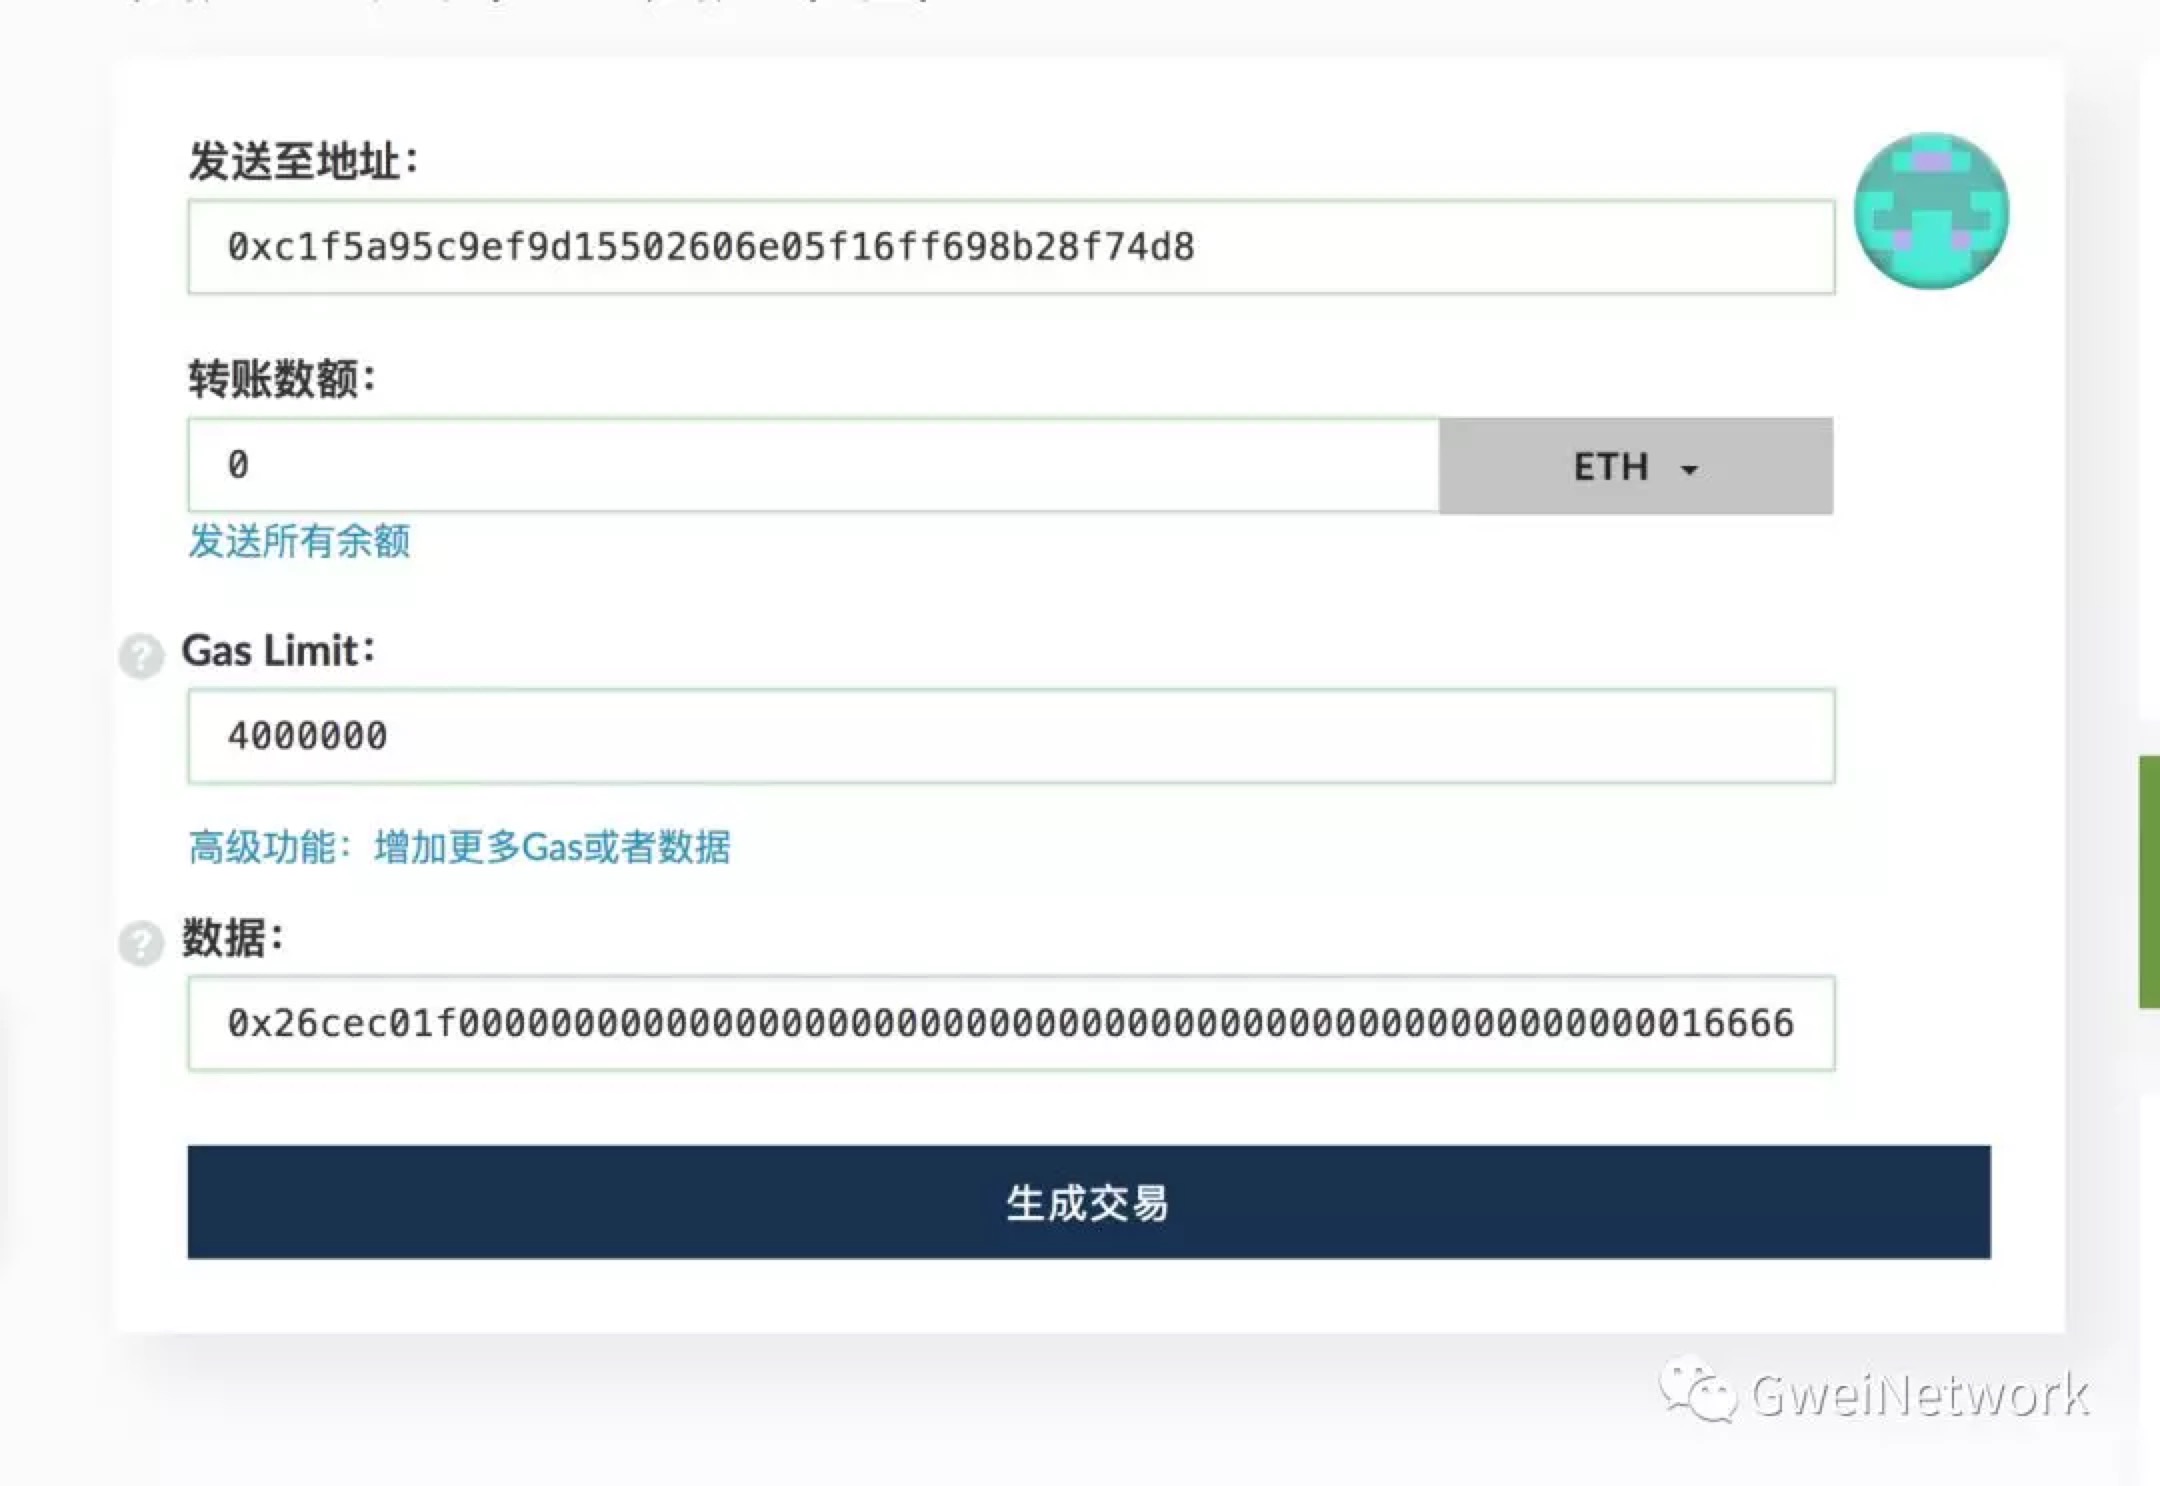 发送至地址：
0xc1f5a95c9ef9d15502606e05f16ff698b28f74d8
转账数额：
0
ETH
发送所有余额
? Gas Limit：
4000000
高级功能：增加更多Gas或者数据
? 数据：
0x26cec01f00000000000000000000000000000000000000000000000000000016666
生成交易
GweiNetwork